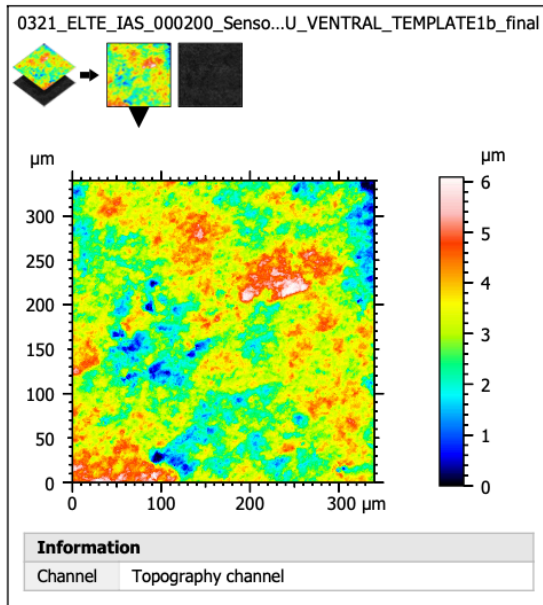 0321_ELTE_IAS_000200_Senso...U_VENTRAL_TEMPLATE1b_final
µm
µm
6
5
4
3
2
1
0
300
250
200
150
100
50
0
0 100 200 300 µm
Information
Channel Topography channel